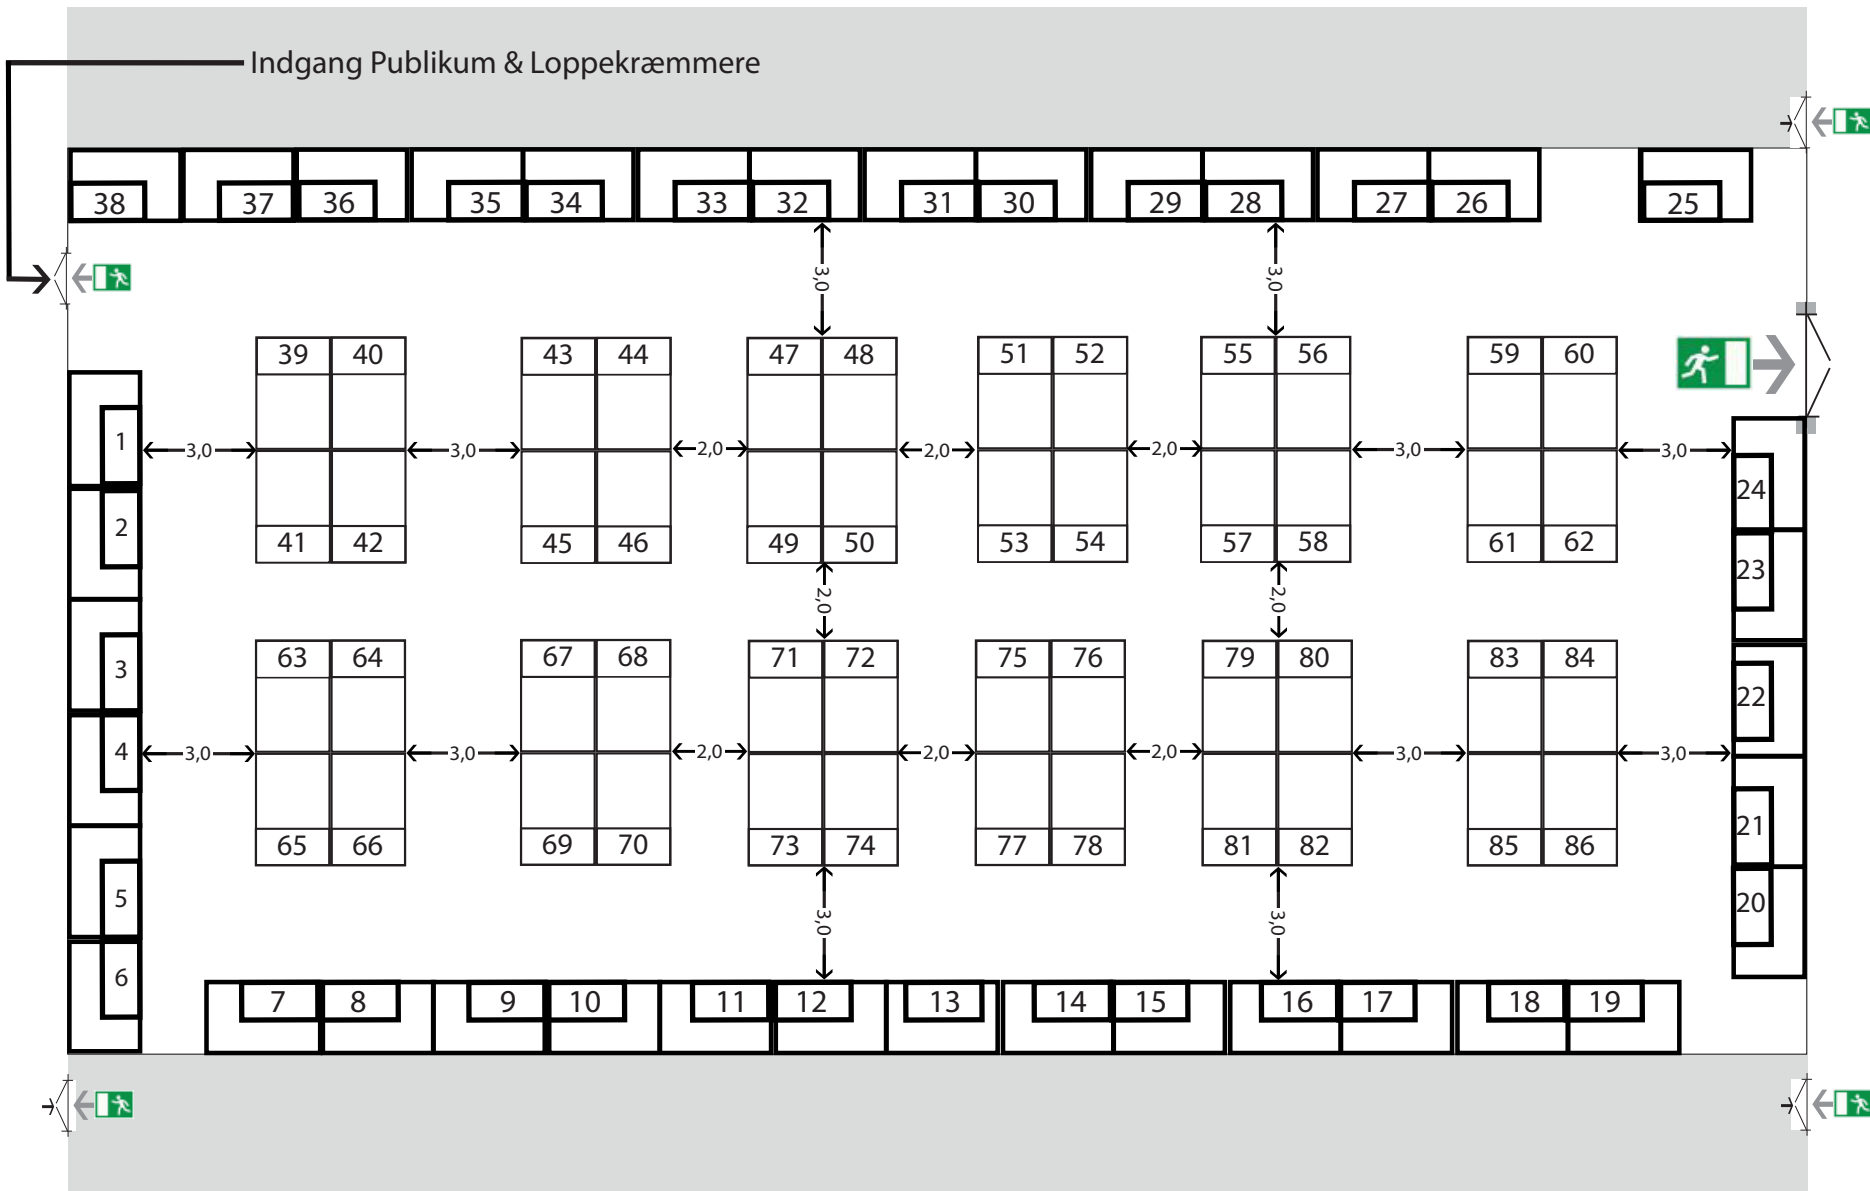 Indgang Publikum & Loppekræmmere
38 37 36 35 34 33 32 31 30 29 28 27 26 25
3,0 3,0
39 40 43 44 47 48 51 52 55 56 59 60
1 3,0 3,0 2,0 2,0 2,0 3,0 3,0
24
2 41 42 45 46 49 50 53 54 57 58 61 62
23
2,0 2,0
3 63 64 67 68 71 72 75 76 79 80 83 84
22
4 3,0 3,0 2,0 2,0 2,0 3,0 3,0
21
65 66 69 70 73 74 77 78 81 82 85 86
5 3,0 3,0 20
6
7 8 9 10 11 12 13 14 15 16 17 18 19